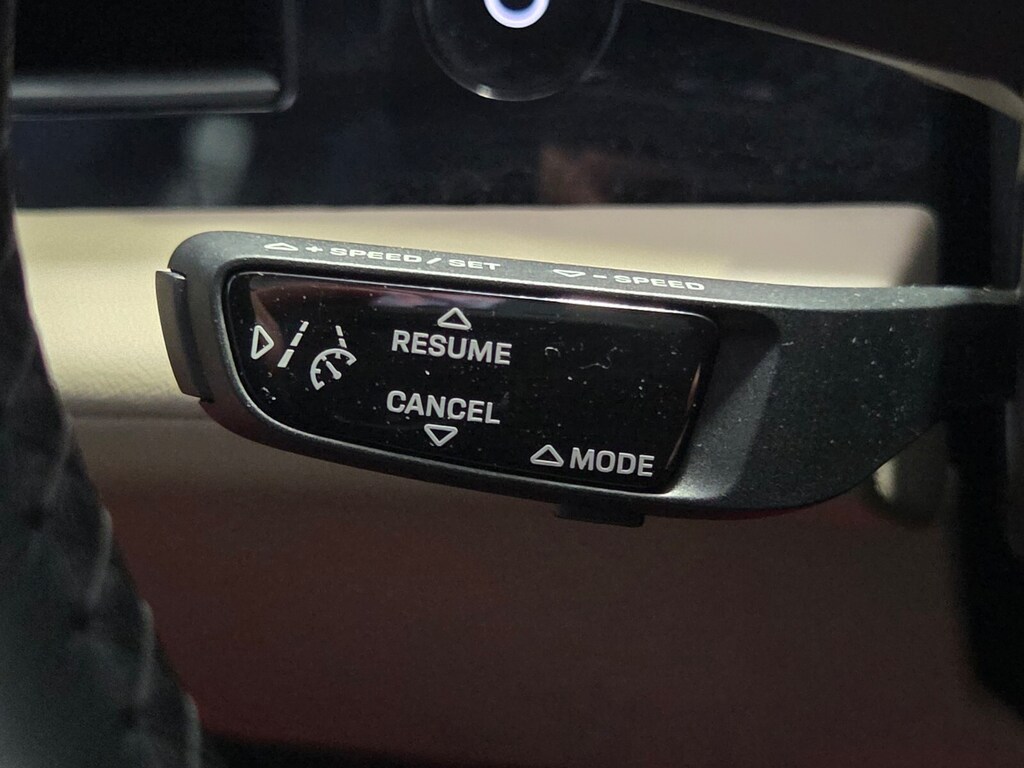 + SPEED / SET
- SPEED
RESUME
CANCEL
MODE